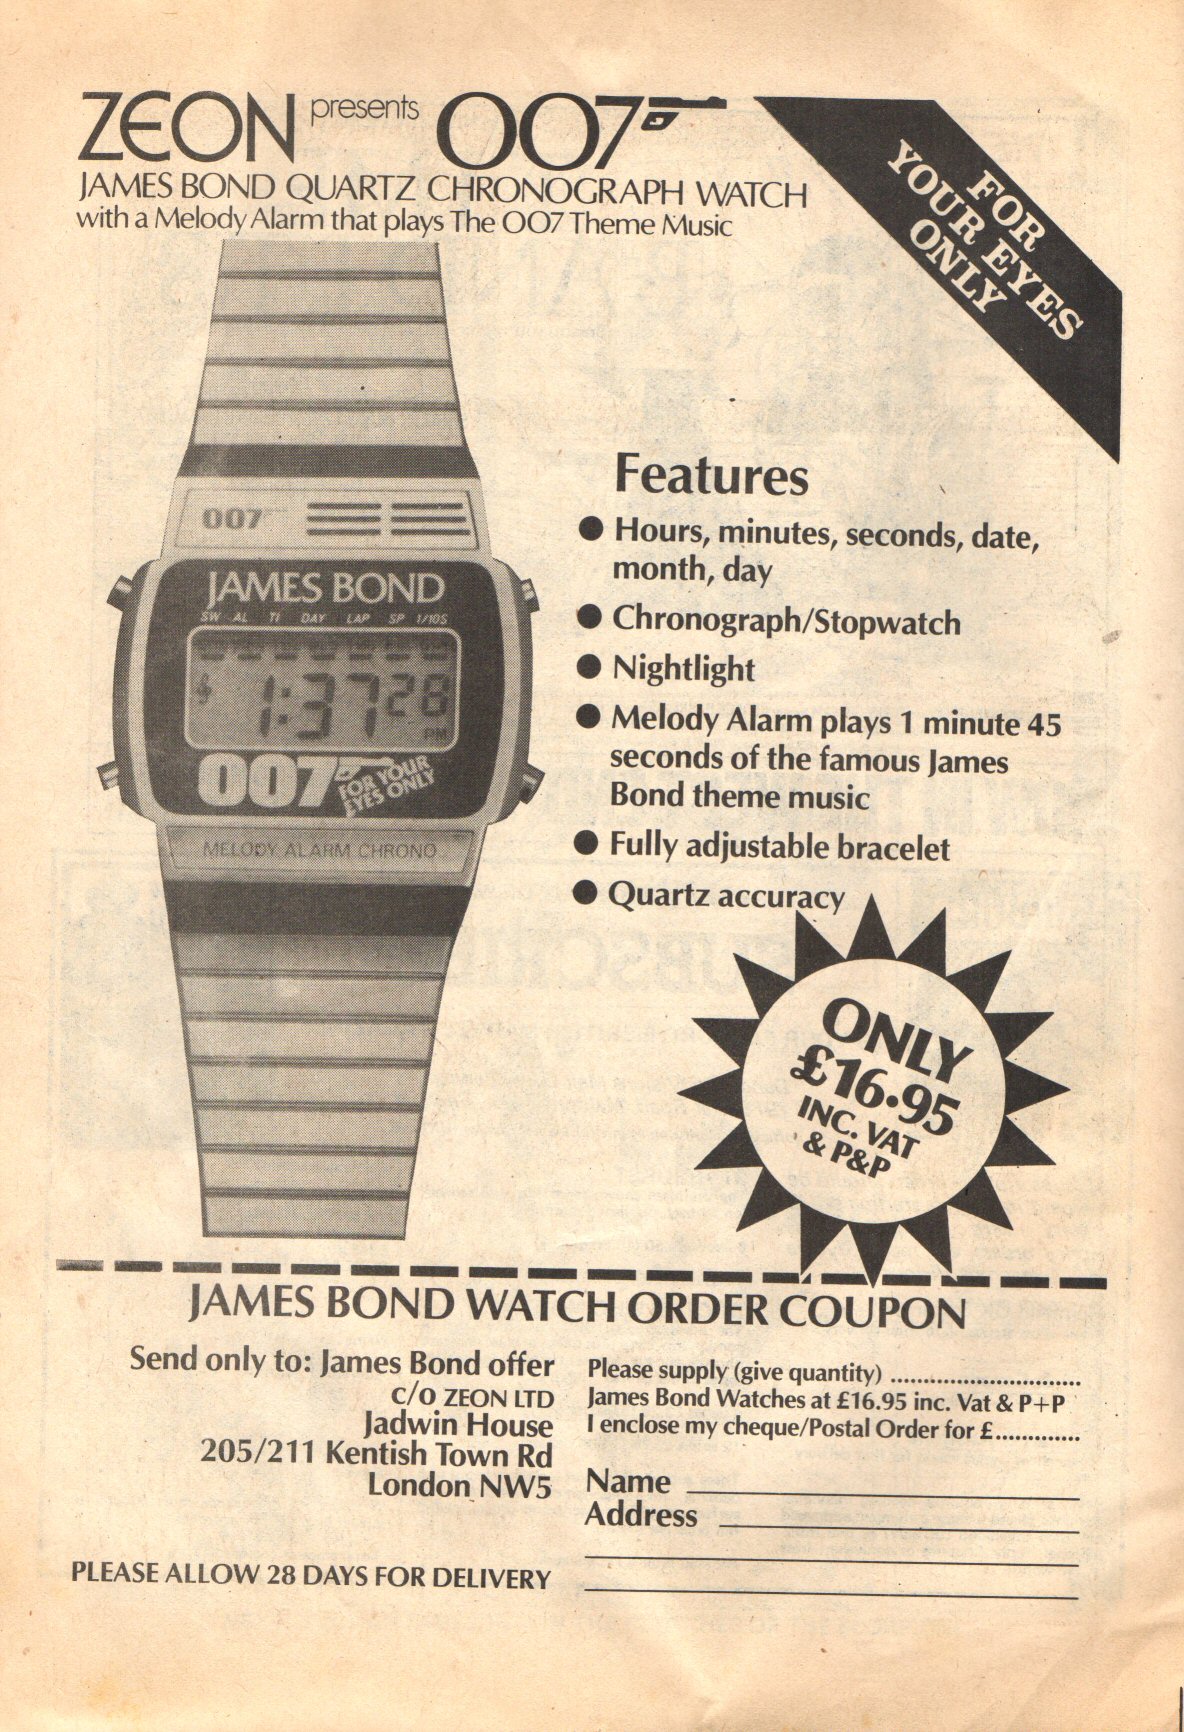 ZEON presents 007
JAMES BOND QUARTZ CHRONOGRAPH WATCH
with a Melody Alarm that plays The 007 Theme Music
FOR
YOUR EYES
ONLY
007
JAMES BOND
SW AL TI DAY LAP SP 1/10S
1:37 28
PM
007 FOR YOUR
EYES ONLY
MELODY ALARM CHRONO
Features
● Hours, minutes, seconds, date,
month, day
● Chronograph/Stopwatch
● Nightlight
● Melody Alarm plays 1 minute 45
seconds of the famous James
Bond theme music
● Fully adjustable bracelet
● Quartz accuracy
ONLY
£16·95
INC. VAT
& P&P
JAMES BOND WATCH ORDER COUPON
Send only to: James Bond offer
c/o ZEON LTD
Jadwin House
205/211 Kentish Town Rd
London NW5
PLEASE ALLOW 28 DAYS FOR DELIVERY
Please supply (give quantity) ............................
James Bond Watches at £16.95 inc. Vat & P+P
I enclose my cheque/Postal Order for £.............
Name
Address